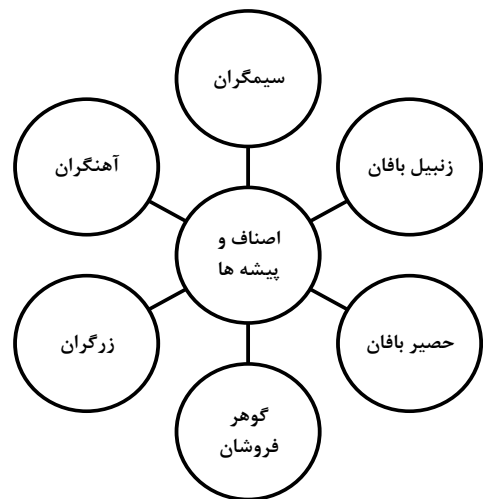 سیمگران
زنبیل بافان
آهنگران
اصناف و
پیشه ها
حصیر بافان
زرگران
گوهر
فروشان